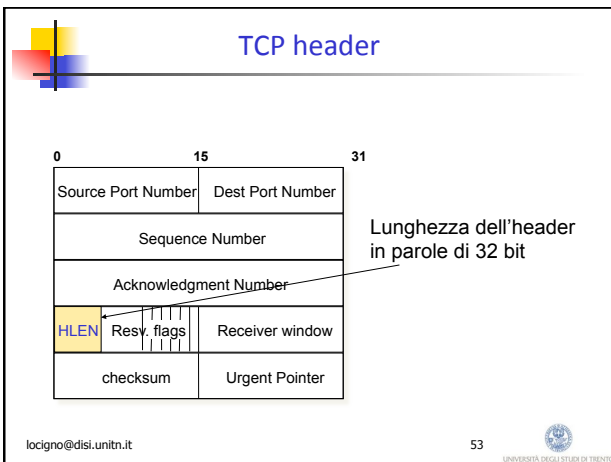 TCP header
0 15 31
Source Port Number Dest Port Number
Sequence Number
Lunghezza dell'header
in parole di 32 bit
Acknowledgment Number
HLEN Resv. flags Receiver window
checksum Urgent Pointer
locigno@disi.unitn.it 53
UNIVERSITÀ DEGLI STUDI DI TRENTO